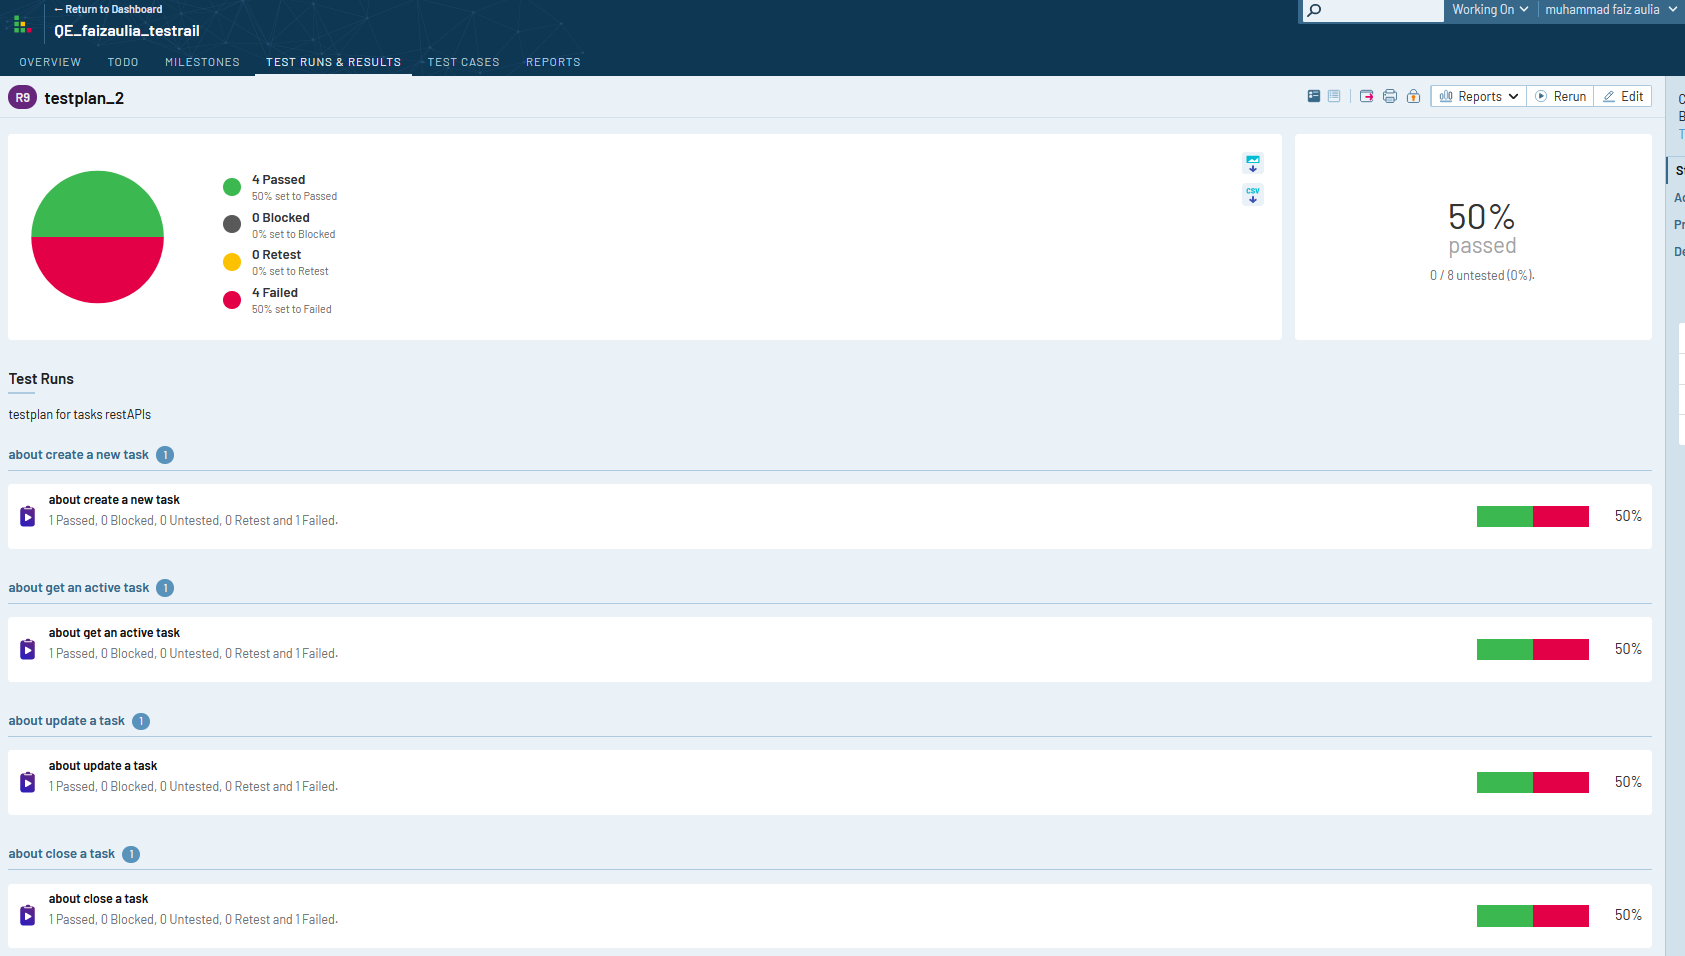 ← Return to Dashboard
QE_faizaulia_testrail
Working On
muhammad faiz aulia
OVERVIEW TODO MILESTONES TEST RUNS & RESULTS TEST CASES REPORTS
R9 testplan_2
Reports Rerun Edit
4 Passed
50% set to Passed
0 Blocked
0% set to Blocked
0 Retest
0% set to Retest
4 Failed
50% set to Failed
CSV
50%
passed
0 / 8 untested (0%).
Test Runs
testplan for tasks restAPIs
about create a new task 1
about create a new task
1 Passed, 0 Blocked, 0 Untested, 0 Retest and 1 Failed.
50%
about get an active task 1
about get an active task
1 Passed, 0 Blocked, 0 Untested, 0 Retest and 1 Failed.
50%
about update a task 1
about update a task
1 Passed, 0 Blocked, 0 Untested, 0 Retest and 1 Failed.
50%
about close a task 1
about close a task
1 Passed, 0 Blocked, 0 Untested, 0 Retest and 1 Failed.
50%